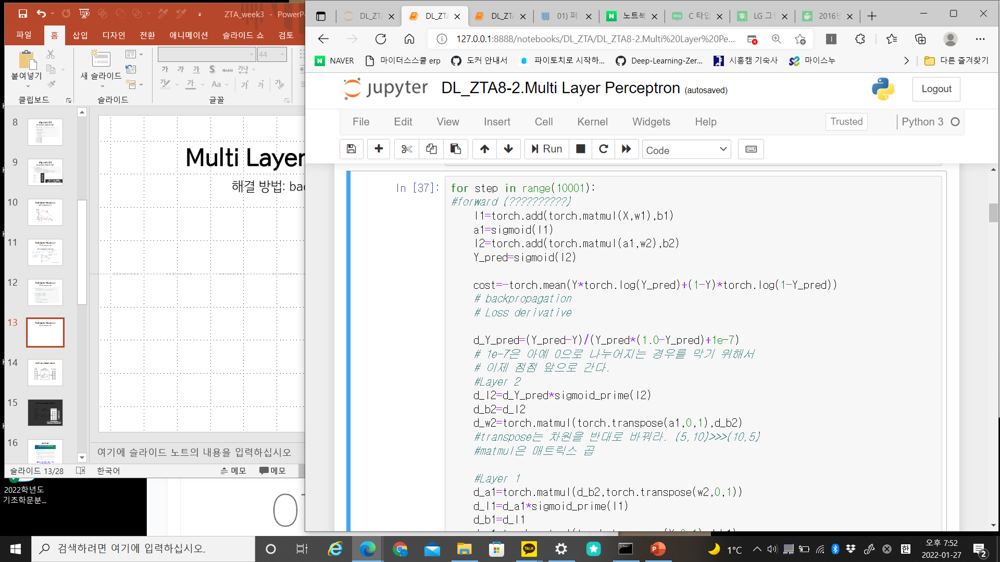 ZTA_week3 - PowerP
파일 홈 삽입 디자인 전환 애니메이션 슬라이드 쇼 검토
44
붙여넣기
새 슬라이드
가 가 가 S 가나 간
가 가 Aa 가 가
클립보드 슬라이드 글꼴
8
9
10
11
12
13
14
15
16
Multi Layer
해결 방법: bac
여기에 슬라이드 노트의 내용을 입력하십시오
슬라이드 13/28 한국어 메모 메모
2022학년도
기초학문분...
DL_ZT DL_ZT DL_ZT 01) 퍼 노트북 C 타입 LG 그 2016
127.0.0.1:8888/notebooks/DL_ZTA/DL_ZTA8-2.Multi%20Layer%20Pe...
NAVER 마이더스스쿨 erp 도커 안내서 파이토치로 시작하... Deep-Learning-Zer... 시흥캠 기숙사 마이스누 다른 즐겨찾기
jupyter DL_ZTA8-2.Multi Layer Perceptron (autosaved) Logout
File Edit View Insert Cell Kernel Widgets Help Trusted Python 3
Run Code
In [37]: for step in range(10001):
#forward (??????????)
l1=torch.add(torch.matmul(X,w1),b1)
a1=sigmoid(l1)
l2=torch.add(torch.matmul(a1,w2),b2)
Y_pred=sigmoid(l2)
cost=-torch.mean(Y*torch.log(Y_pred)+(1-Y)*torch.log(1-Y_pred))
# backpropagation
# Loss derivative
d_Y_pred=(Y_pred-Y)/(Y_pred*(1.0-Y_pred)+1e-7)
# 1e-7은 아예 0으로 나누어지는 경우를 막기 위해서
# 이제 점점 앞으로 간다.
#Layer 2
d_l2=d_Y_pred*sigmoid_prime(l2)
d_b2=d_l2
d_w2=torch.matmul(torch.transpose(a1,0,1),d_b2)
#transpose는 차원을 반대로 바꿔라. (5,10)>>>(10,5)
#matmul은 매트릭스 곱
#Layer 1
d_a1=torch.matmul(d_b2,torch.transpose(w2,0,1))
d_l1=d_a1*sigmoid_prime(l1)
d_b1=d_l1
검색하려면 여기에 입력하십시오.
TALK
1°C
한
오후 7:52
2022-01-27
2